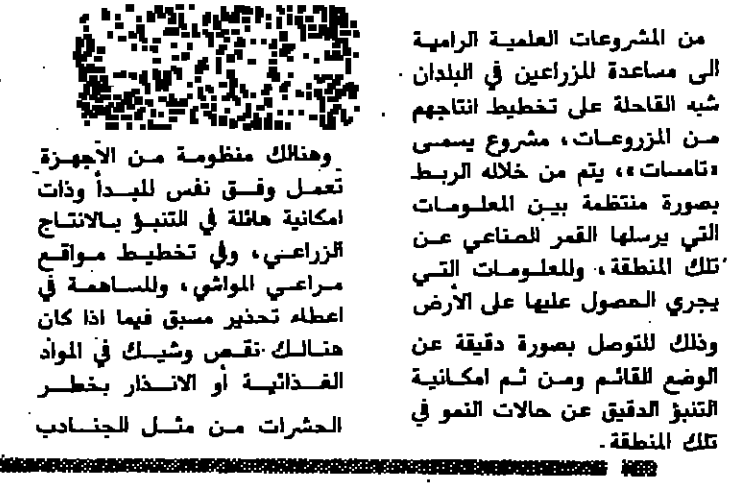 من المشروعات العلمية الرامية
الى مساعدة المزراعين في البلدان
شبه القاحلة على تخطيط انتاجهم
من المزروعات، مشروع يسمى
«تامسات»، يتم من خلاله الربط
بصورة منتظمة بين المعلومات
التي يرسلها القمر الصناعي عن
تلك المنطقة، والمعلومات التي
يجري الحصول عليها على الأرض
وذلك للتوصل بصورة دقيقة عن
الوضع القائم ومن ثم امكانية
التنبؤ الدقيق عن حالات النمو في
تلك المنطقة.
وهنالك منظومة من الأجهزة
تعمل وفق نفس المبدأ وذات
امكانية هائلة في التنبؤ بالانتاج
الزراعي، وفي تخطيط مواقع
مراعي المواشي، والمساهمة في
اعطاء تحذير مسبق فيما اذا كان
هنالك نقص وشيك في المواد
الغذائية أو الانذار بخطر
الحشرات من مثل الجنادب